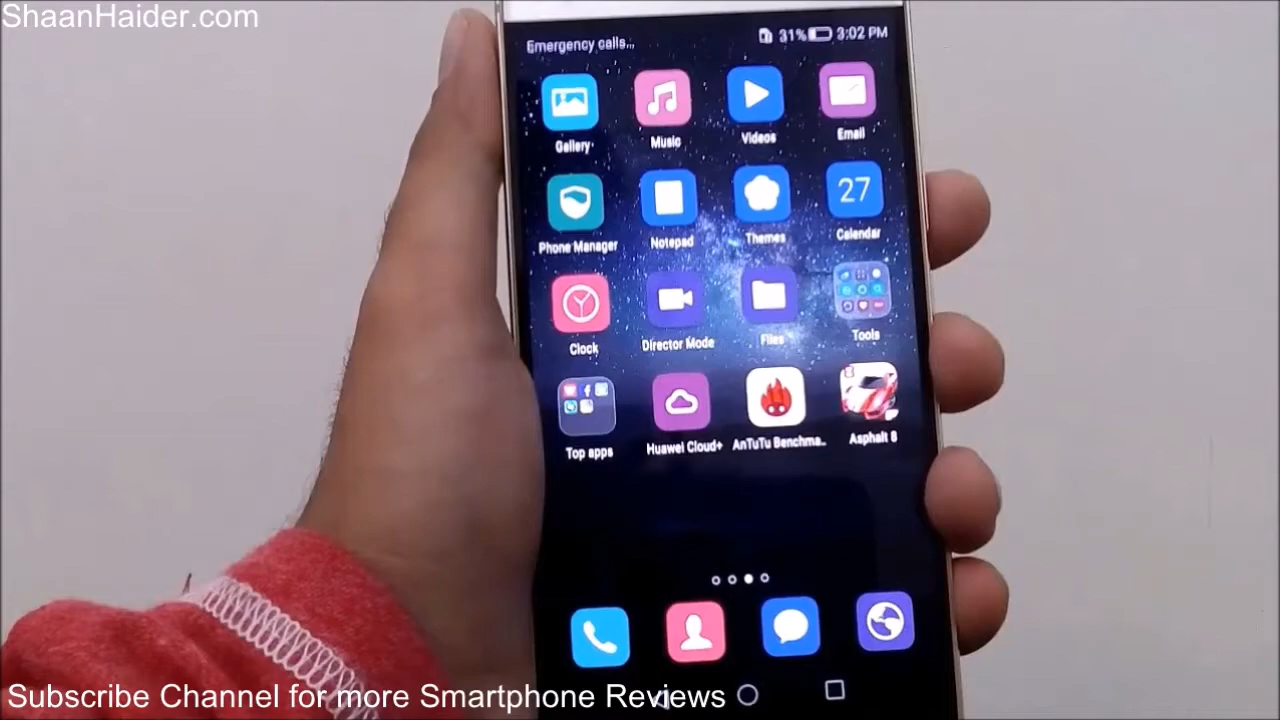 ShaanHaider.com
Emergency calls... 31% 3:02 PM
Gallery Music Videos Email
27
Phone Manager Notepad Themes Calendar
Clock Director Mode Files Tools
8
Top apps Huawei Cloud+ AnTuTu Benchma.. Asphalt 8
Subscribe Channel for more Smartphone Reviews